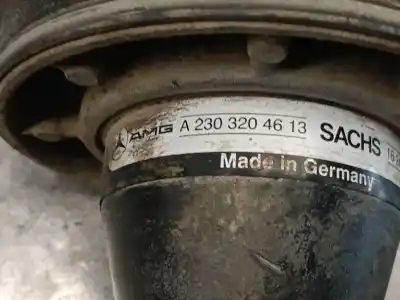 AMG A 230 320 46 13 SACHS
Made in Germany